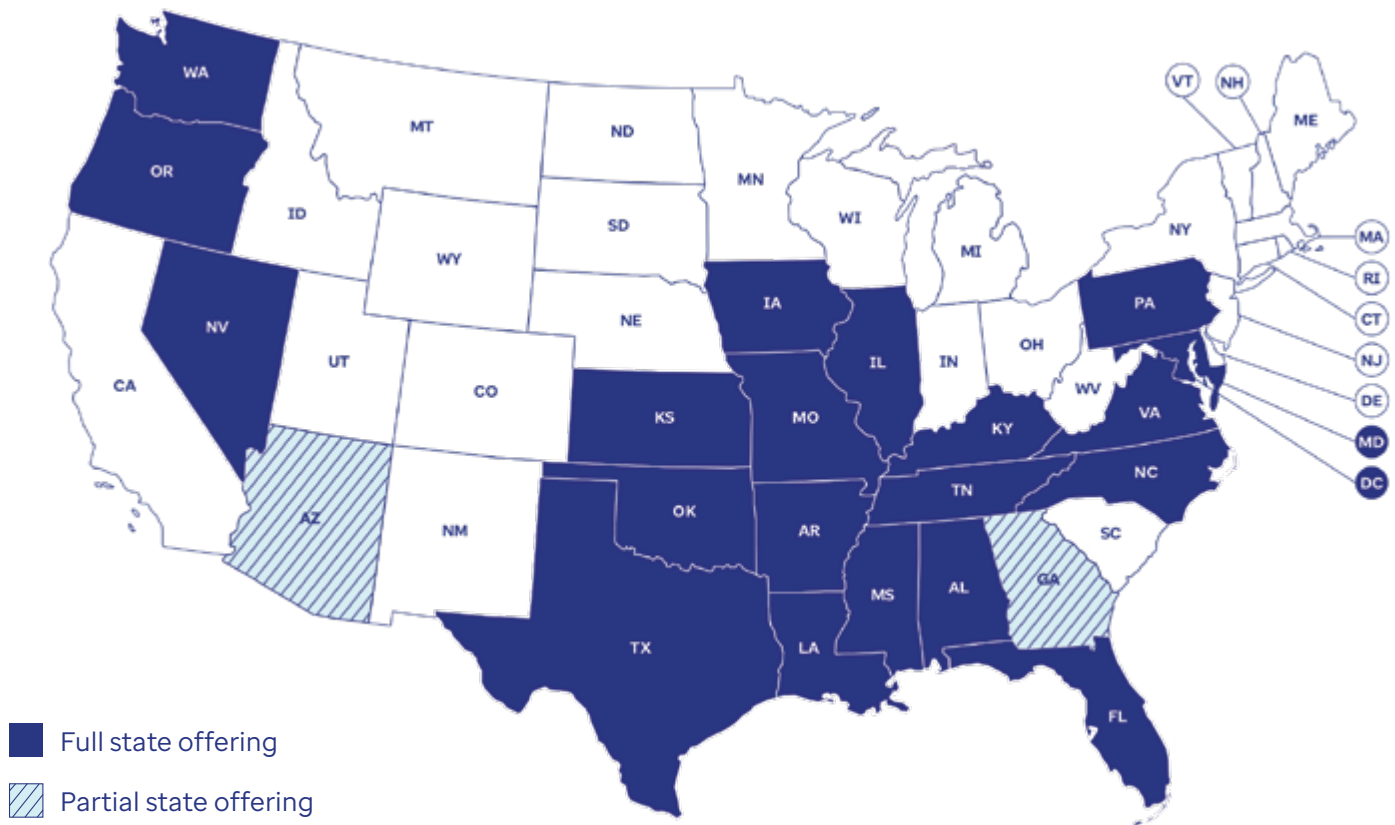 WA
MT
ND
MN
VT
NH
ME
OR
ID
SD
WI
MI
NY
WY
MA
RI
CT
NJ
DE
MD
DC
NV
UT
CO
NE
IA
IL
IN
OH
PA
CA
KS
MO
KY
WV
VA
NC
AZ
NM
OK
AR
TN
SC
MS
AL
GA
TX
LA
FL
Full state offering
Partial state offering